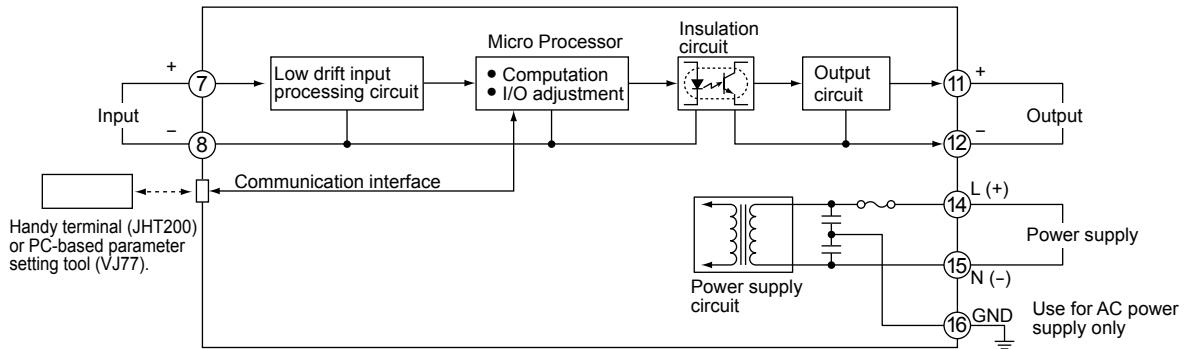 Insulation
circuit
Micro Processor
+
7
Low drift input
processing circuit
● Computation
● I/O adjustment
Output
circuit
11
+
Input
Output
−
8
12
−
Communication interface
Handy terminal (JHT200)
or PC-based parameter
setting tool (VJ77).
L (+)
14
Power supply
15
N (−)
Power supply
circuit
16
GND
Use for AC power
supply only